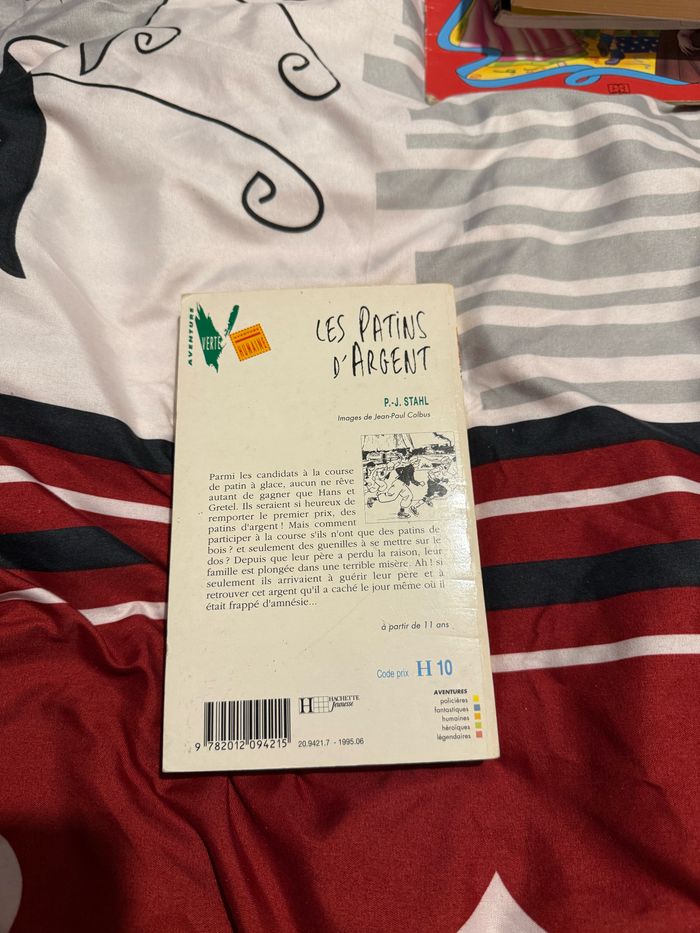 AVENTURE
VERTE
AVENTURE
HUMAINE
LES PATINS
D'ARGENT
P.-J. STAHL
Images de Jean-Paul Colbus
Parmi les candidats à la course
de patin à glace, aucun ne rêve
autant de gagner que Hans et
Gretel. Ils seraient si heureux de
remporter le premier prix, des
patins d'argent ! Mais comment
participer à la course s'ils n'ont que des patins de
bois ? et seulement des guenilles à se mettre sur le
dos ? Depuis que leur père a perdu la raison, leur
famille est plongée dans une terrible misère. Ah ! si
seulement ils arrivaient à guérir leur père et à
retrouver cet argent qu'il a caché le jour même où il
était frappé d'amnésie...
à partir de 11 ans
Code prix H 10
H HACHETTE
Jeunesse
AVENTURES
policières
fantastiques
humaines
héroïques
légendaires
9 782012 094215
20.9421.7 - 1995.06